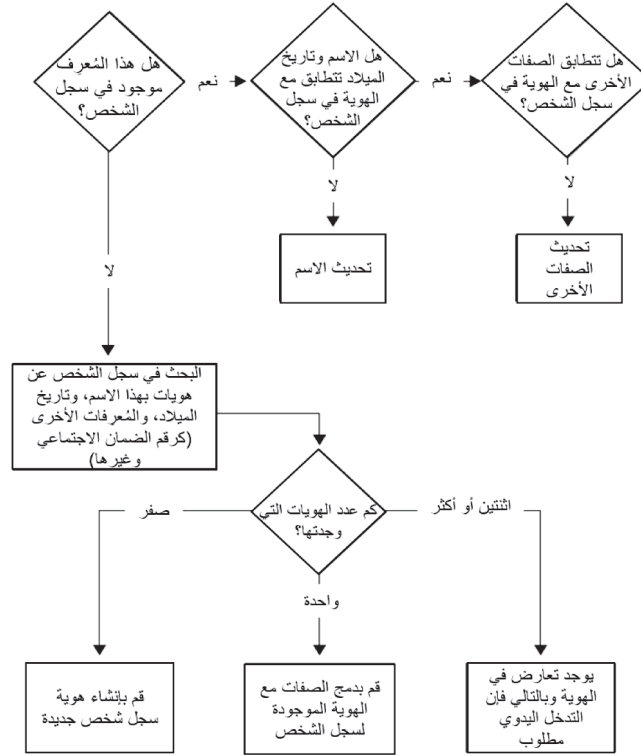 هل هذا المُعرِف
موجود في سجل
الشخص؟
نعم
هل الاسم وتاريخ
الميلاد تتطابق مع
الهوية في سجل
الشخص؟
نعم
هل تتطابق الصفات
الأخرى مع الهوية في
سجل الشخص؟
لا
لا
لا
تحديث الاسم
تحديث
الصفات
الأخرى
البحث في سجل الشخص عن
هويات بهذا الاسم، وتاريخ
الميلاد، والمُعرفات الأخرى
(كرقم الضمان الاجتماعي
وغيرها)
كم عدد الهويات التي
وجدتها؟
صفر
اثنتين أو أكثر
واحدة
قم بإنشاء هوية
سجل شخص جديدة
قم بدمج الصفات مع
الهوية الموجودة
لسجل الشخص
يوجد تعارض في
الهوية وبالتالي فإن
التدخل اليدوي
مطلوب